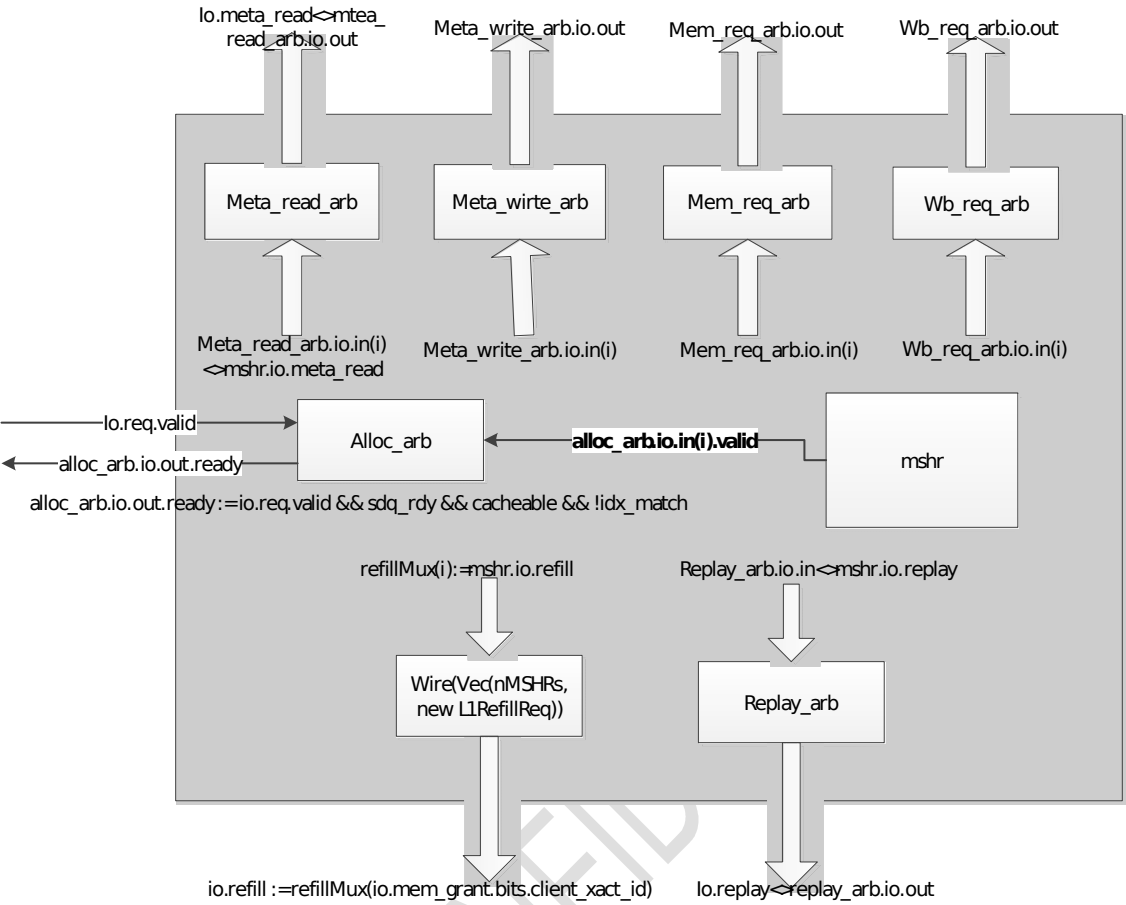 Io.meta_read<>mtea_
read_arb.io.out
Meta_write_arb.io.out
Mem_req_arb.io.out
Wb_req_arb.io.out
Meta_read_arb
Meta_wirte_arb
Mem_req_arb
Wb_req_arb
Meta_read_arb.io.in(i)
<>mshr.io.meta_read
Meta_write_arb.io.in(i)
Mem_req_arb.io.in(i)
Wb_req_arb.io.in(i)
Io.req.valid
alloc_arb.io.out.ready
Alloc_arb
alloc_arb.io.in(i).valid
mshr
alloc_arb.io.out.ready:=io.req.valid && sdq_rdy && cacheable && !idx_match
refillMux(i):=mshr.io.refill
Replay_arb.io.in<>mshr.io.replay
Wire(Vec(nMSHRs,
new L1RefillReq))
Replay_arb
io.refill :=refillMux(io.mem_grant.bits.client_xact_id)
Io.replay<>replay_arb.io.out